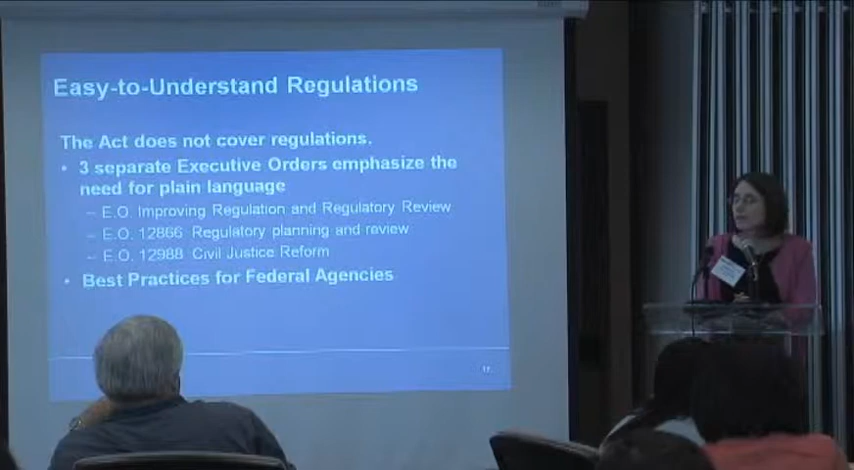 Easy-to-Understand Regulations
The Act does not cover regulations.
• 3 separate Executive Orders emphasize the
need for plain language
– E.O. Improving Regulation and Regulatory Review
– E.O. 12866 Regulatory planning and review
– E.O. 12988 Civil Justice Reform
• Best Practices for Federal Agencies